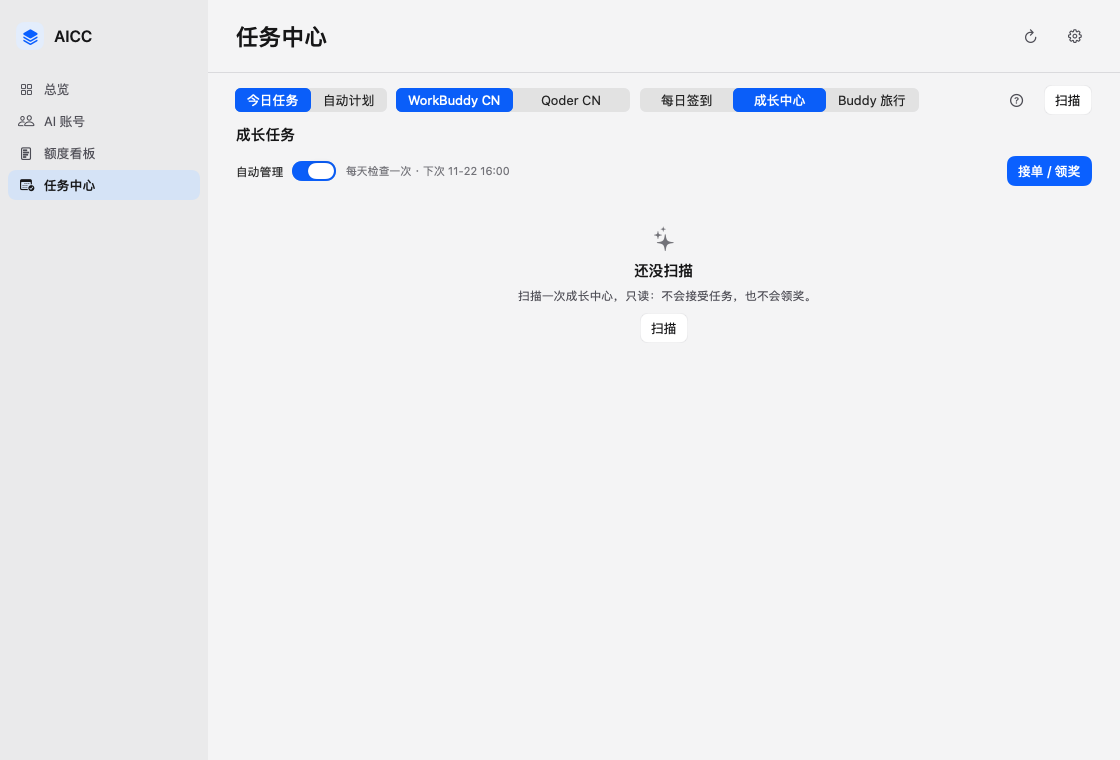 AICC
总览
AI 账号
额度看板
任务中心
任务中心
今日任务 自动计划 WorkBuddy CN Qoder CN 每日签到 成长中心 Buddy 旅行 扫描
成长任务
自动管理 每天检查一次 · 下次 11-22 16:00 接单 / 领奖
还没扫描
扫描一次成长中心，只读：不会接受任务，也不会领奖。
扫描